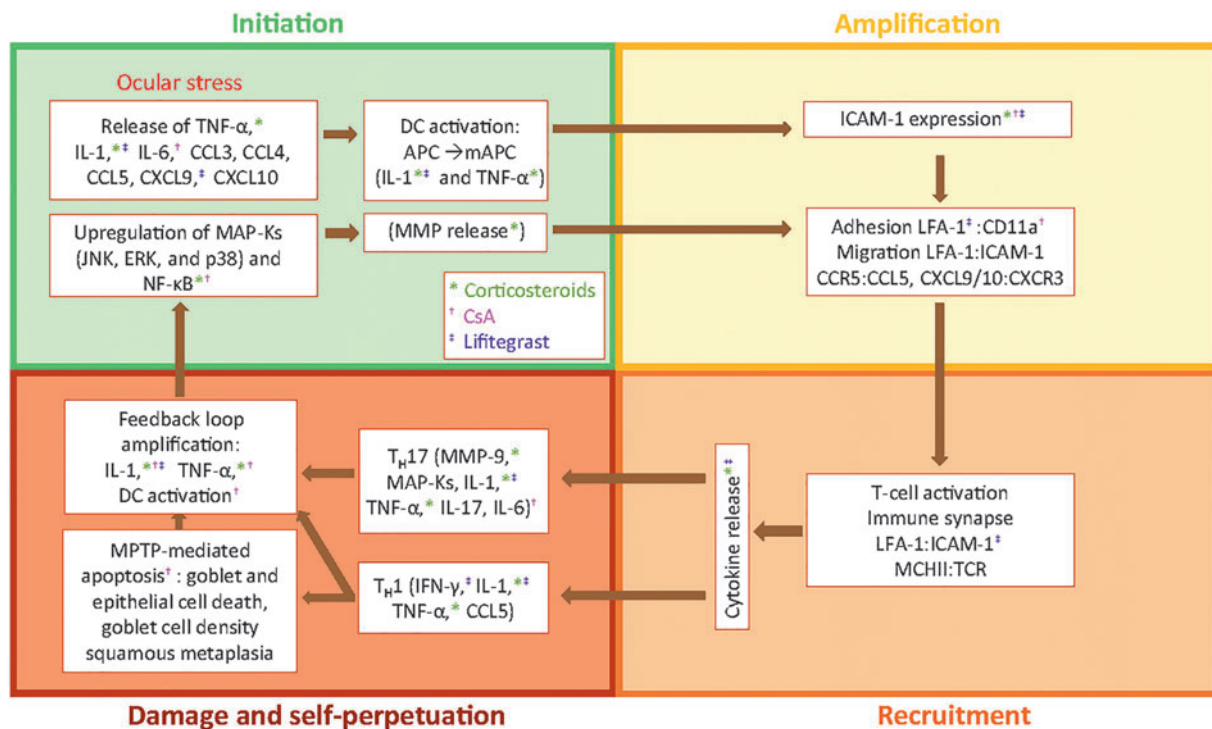 Initiation
Amplification
Ocular stress
Release of TNF-α,*
IL-1,*‡ IL-6,† CCL3, CCL4,
CCL5, CXCL9,‡ CXCL10
DC activation:
APC →mAPC
(IL-1*‡ and TNF-α*)
ICAM-1 expression*†‡
Upregulation of MAP-Ks
(JNK, ERK, and p38) and
NF-κB*†
(MMP release*)
Adhesion LFA-1‡:CD11a†
Migration LFA-1:ICAM-1
CCR5:CCL5, CXCL9/10:CXCR3
* Corticosteroids
† CsA
‡ Lifitegrast
Feedback loop
amplification:
IL-1,*†‡ TNF-α,*†
DC activation†
TH17 (MMP-9,*
MAP-Ks, IL-1,*‡
TNF-α,* IL-17, IL-6)†
Cytokine release*‡
T-cell activation
Immune synapse
LFA-1:ICAM-1‡
MCHII:TCR
MPTP-mediated
apoptosis†: goblet and
epithelial cell death,
goblet cell density
squamous metaplasia
TH1 (IFN-γ,‡ IL-1,*‡
TNF-α,* CCL5)
Damage and self-perpetuation
Recruitment